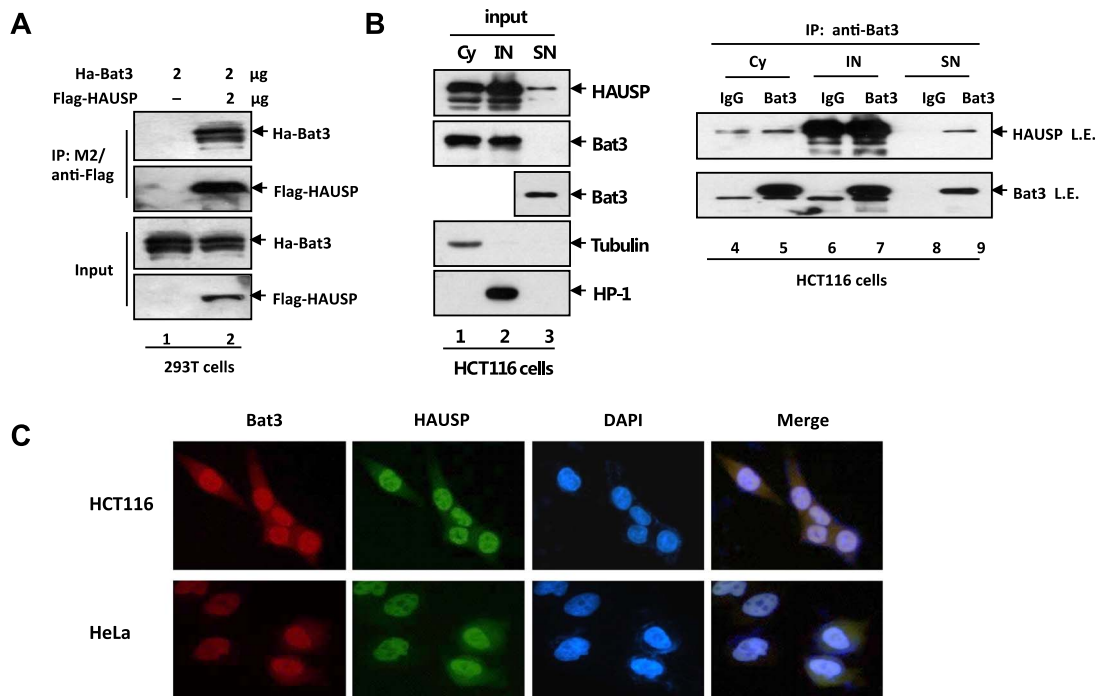 A
Ha-Bat3 2 2 µg
Flag-HAUSP – 2 µg
IP: M2/
anti-Flag
Ha-Bat3
Flag-HAUSP
Input
Ha-Bat3
Flag-HAUSP
1 2
293T cells
B
input
Cy IN SN
HAUSP
Bat3
Bat3
Tubulin
HP-1
1 2 3
HCT116 cells
IP: anti-Bat3
Cy IN SN
IgG Bat3 IgG Bat3 IgG Bat3
HAUSP L.E.
Bat3 L.E.
4 5 6 7 8 9
HCT116 cells
C
Bat3 HAUSP DAPI Merge
HCT116
HeLa